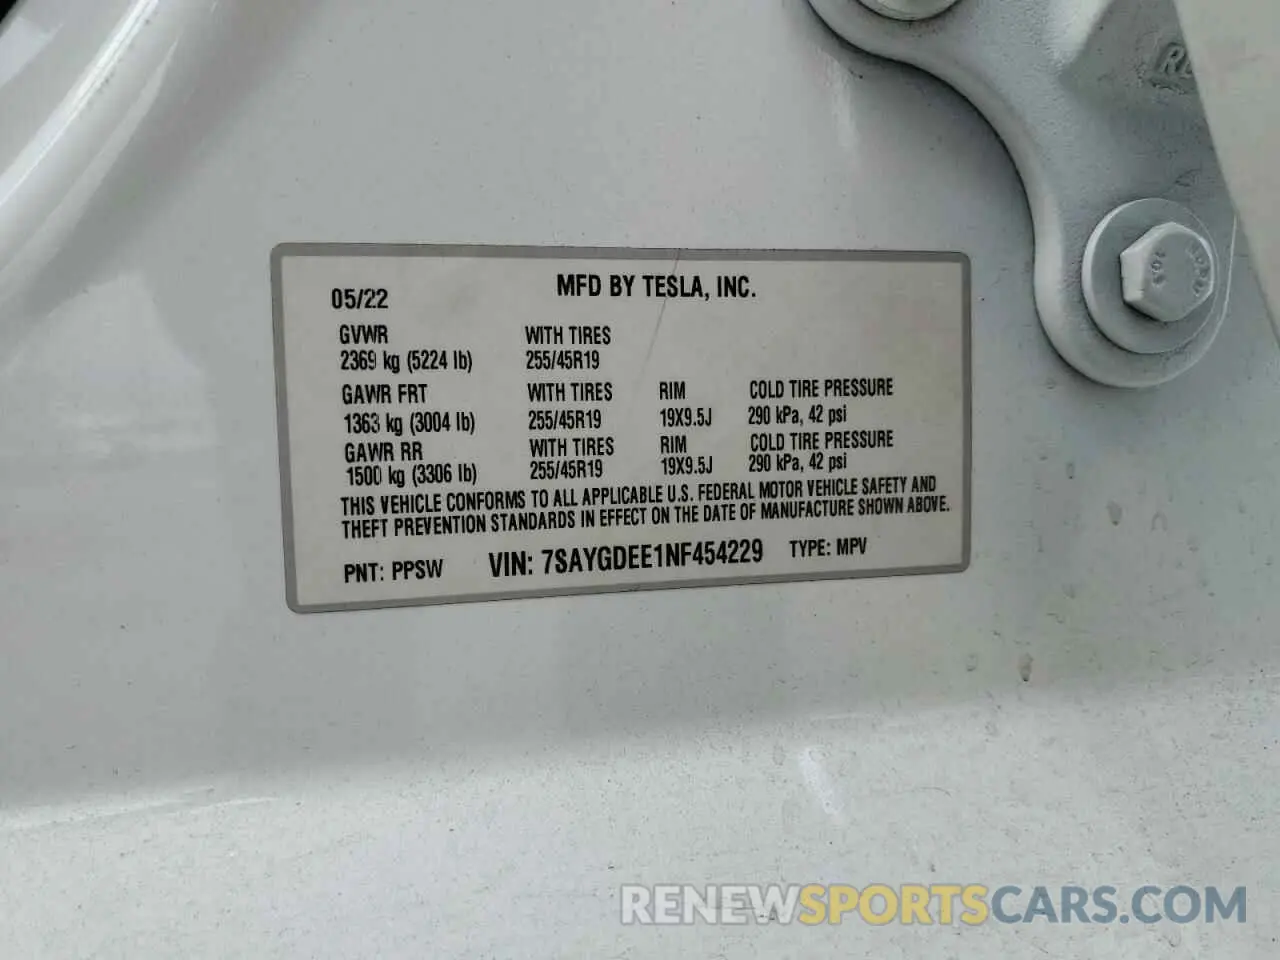 05/22 MFD BY TESLA, INC.
GVWR WITH TIRES
2369 kg (5224 lb) 255/45R19
GAWR FRT WITH TIRES RIM COLD TIRE PRESSURE
1363 kg (3004 lb) 255/45R19 19X9.5J 290 kPa, 42 psi
GAWR RR WITH TIRES RIM COLD TIRE PRESSURE
1500 kg (3306 lb) 255/45R19 19X9.5J 290 kPa, 42 psi
THIS VEHICLE CONFORMS TO ALL APPLICABLE U.S. FEDERAL MOTOR VEHICLE SAFETY AND
THEFT PREVENTION STANDARDS IN EFFECT ON THE DATE OF MANUFACTURE SHOWN ABOVE.
PNT: PPSW VIN: 7SAYGDEE1NF454229 TYPE: MPV
RENEWSPORTSCARS.COM